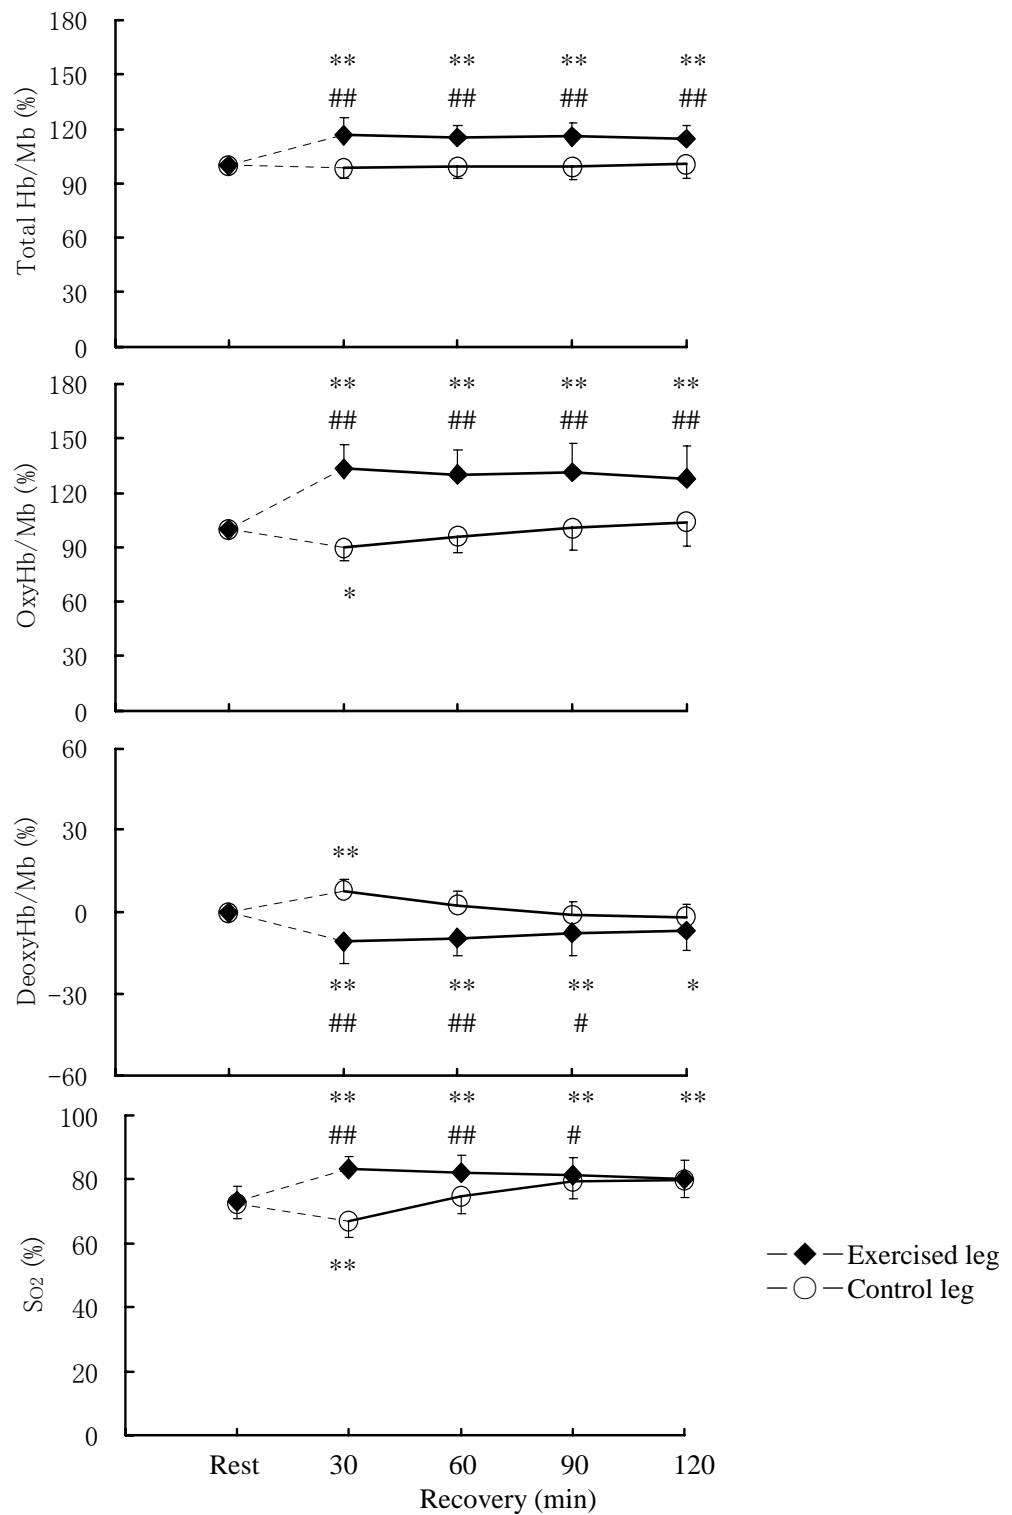 180
** ** ** **
150
## ## ## ##
120
90
60
30
0
Total Hb/Mb (%)
180
** ** ** **
## ## ## ##
150
120
90
60
*
30
0
OxyHb/Mb (%)
60
30
**
0
−30
** ** ** *
## ## #
−60
DeoxyHb/Mb (%)
** ** ** **
100
## ## #
80
60
**
40
20
0
So2 (%)
Exercised leg
Control leg
Rest 30 60 90 120
Recovery (min)